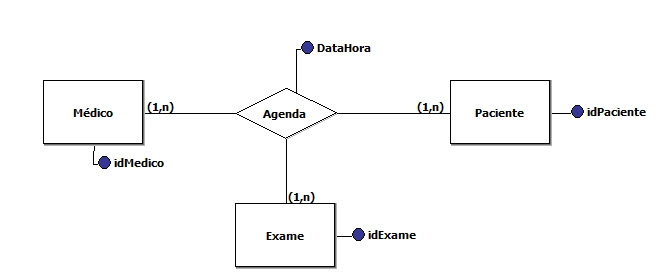 DataHora
Médico
(1,n)
Agenda
(1,n)
Paciente
idPaciente
idMedico
(1,n)
Exame
idExame